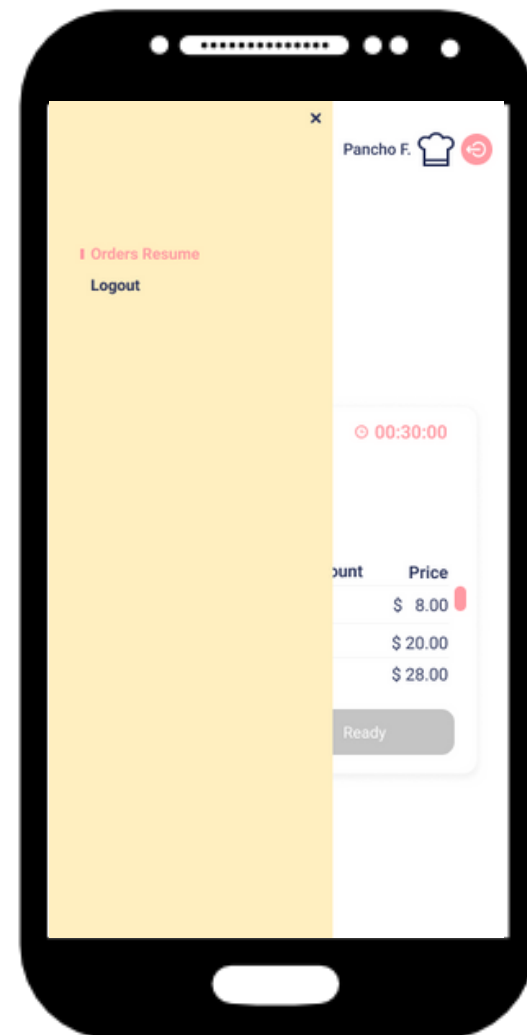 ×
Pancho F.
Orders Resume
Logout
00:30:00
ount Price
$ 8.00
$ 20.00
$ 28.00
Ready